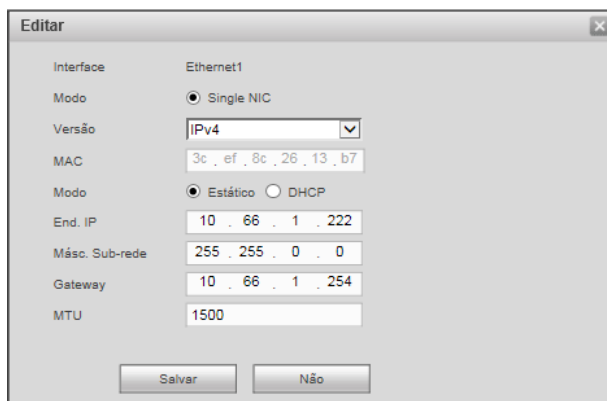 Editar
Interface Ethernet1
Modo Single NIC
Versão IPv4
MAC 3c . ef . 8c . 26 . 13 . b7
Modo Estático DHCP
End. IP 10 . 66 . 1 . 222
Másc. Sub-rede 255 . 255 . 0 . 0
Gateway 10 . 66 . 1 . 254
MTU 1500
Salvar Não